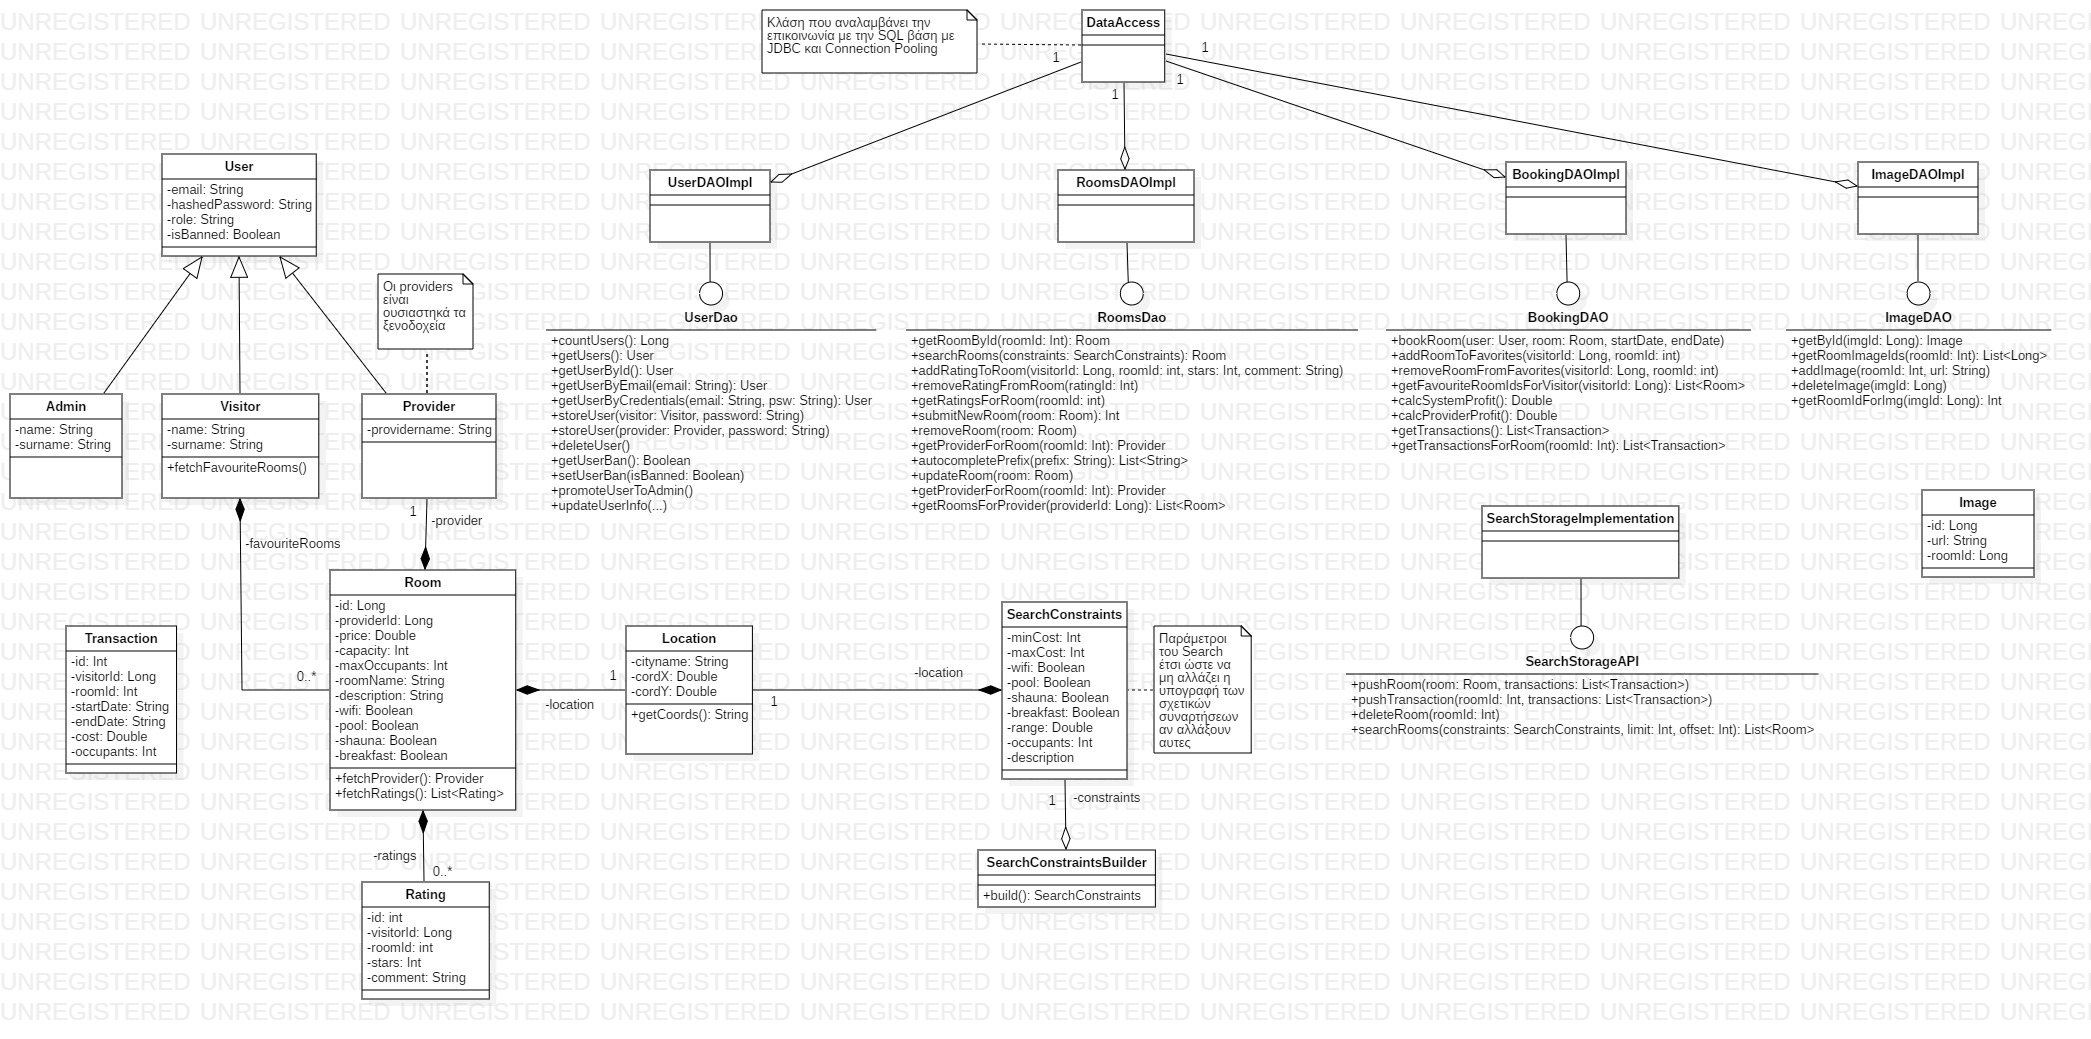 Κλάση που αναλαμβάνει την
επικοινωνία με την SQL βάση με
JDBC και Connection Pooling
DataAccess
1
1
1
1
User
-email: String
-hashedPassword: String
-role: String
-isBanned: Boolean
UserDAOImpl
RoomsDAOImpl
BookingDAOImpl
ImageDAOImpl
Οι providers
είναι
ουσιαστηκά τα
ξενοδοχεία
Admin
-name: String
-surname: String
Visitor
-name: String
-surname: String
+fetchFavouriteRooms()
Provider
-providername: String
UserDao
+countUsers(): Long
+getUsers(): User
+getUserById(): User
+getUserByEmail(email: String): User
+getUserByCredentials(email: String, psw: String): User
+storeUser(visitor: Visitor, password: String)
+storeUser(provider: Provider, password: String)
+deleteUser()
+getUserBan(): Boolean
+setUserBan(isBanned: Boolean)
+promoteUserToAdmin()
+updateUserInfo(...)
RoomsDao
+getRoomById(roomId: Int): Room
+searchRooms(constraints: SearchConstraints): Room
+addRatingToRoom(visitorId: Long, roomId: int, stars: Int, comment: String)
+removeRatingFromRoom(ratingId: Int)
+getRatingsForRoom(roomId: int)
+submitNewRoom(room: Room): Int
+removeRoom(room: Room)
+getProviderForRoom(roomId: Int): Provider
+autocompletePrefix(prefix: String): List<String>
+updateRoom(room: Room)
+getProviderForRoom(roomId: Int): Provider
+getRoomsForProvider(providerId: Long): List<Room>
BookingDAO
+bookRoom(user: User, room: Room, startDate, endDate)
+addRoomToFavorites(visitorId: Long, roomId: int)
+removeRoomFromFavorites(visitorId: Long, roomId: int)
+getFavouriteRoomIdsForVisitor(visitorId: Long): List<Room>
+calcSystemProfit(): Double
+calcProviderProfit(): Double
+getTransactions(): List<Transaction>
+getTransactionsForRoom(roomId: Int): List<Transaction>
ImageDAO
+getById(imgId: Long): Image
+getRoomImageIds(roomId: Int): List<Long>
+addImage(roomId: Int, url: String)
+deleteImage(imgId: Long)
+getRoomIdForImg(imgId: Long): Int
1
-provider
-favouriteRooms
0..*
Room
-id: Long
-providerId: Long
-price: Double
-capacity: Int
-maxOccupants: Int
-roomName: String
-description: String
-wifi: Boolean
-pool: Boolean
-shauna: Boolean
-breakfast: Boolean
+fetchProvider(): Provider
+fetchRatings(): List<Rating>
Transaction
-id: Int
-visitorId: Long
-roomId: Int
-startDate: String
-endDate: String
-cost: Double
-occupants: Int
1
-location
Location
-cityname: String
-cordX: Double
-cordY: Double
+getCoords(): String
-location
1
SearchConstraints
-minCost: Int
-maxCost: Int
-wifi: Boolean
-pool: Boolean
-shauna: Boolean
-breakfast: Boolean
-range: Double
-occupants: Int
-description
Παράμετροι
του Search
έτσι ώστε να
μη αλλάζει η
υπογραφή των
σχετικών
συναρτήσεων
αν αλλάξουν
αυτες
SearchStorageImplementation
SearchStorageAPI
+pushRoom(room: Room, transactions: List<Transaction>)
+pushTransaction(roomId: Int, transactions: List<Transaction>)
+deleteRoom(roomId: Int)
+searchRooms(constraints: SearchConstraints, limit: Int, offset: Int): List<Room>
Image
-id: Long
-url: String
-roomId: Long
1
-constraints
SearchConstraintsBuilder
+build(): SearchConstraints
-ratings
0..*
Rating
-id: int
-visitorId: Long
-roomId: int
-stars: Int
-comment: String
UNREGISTERED